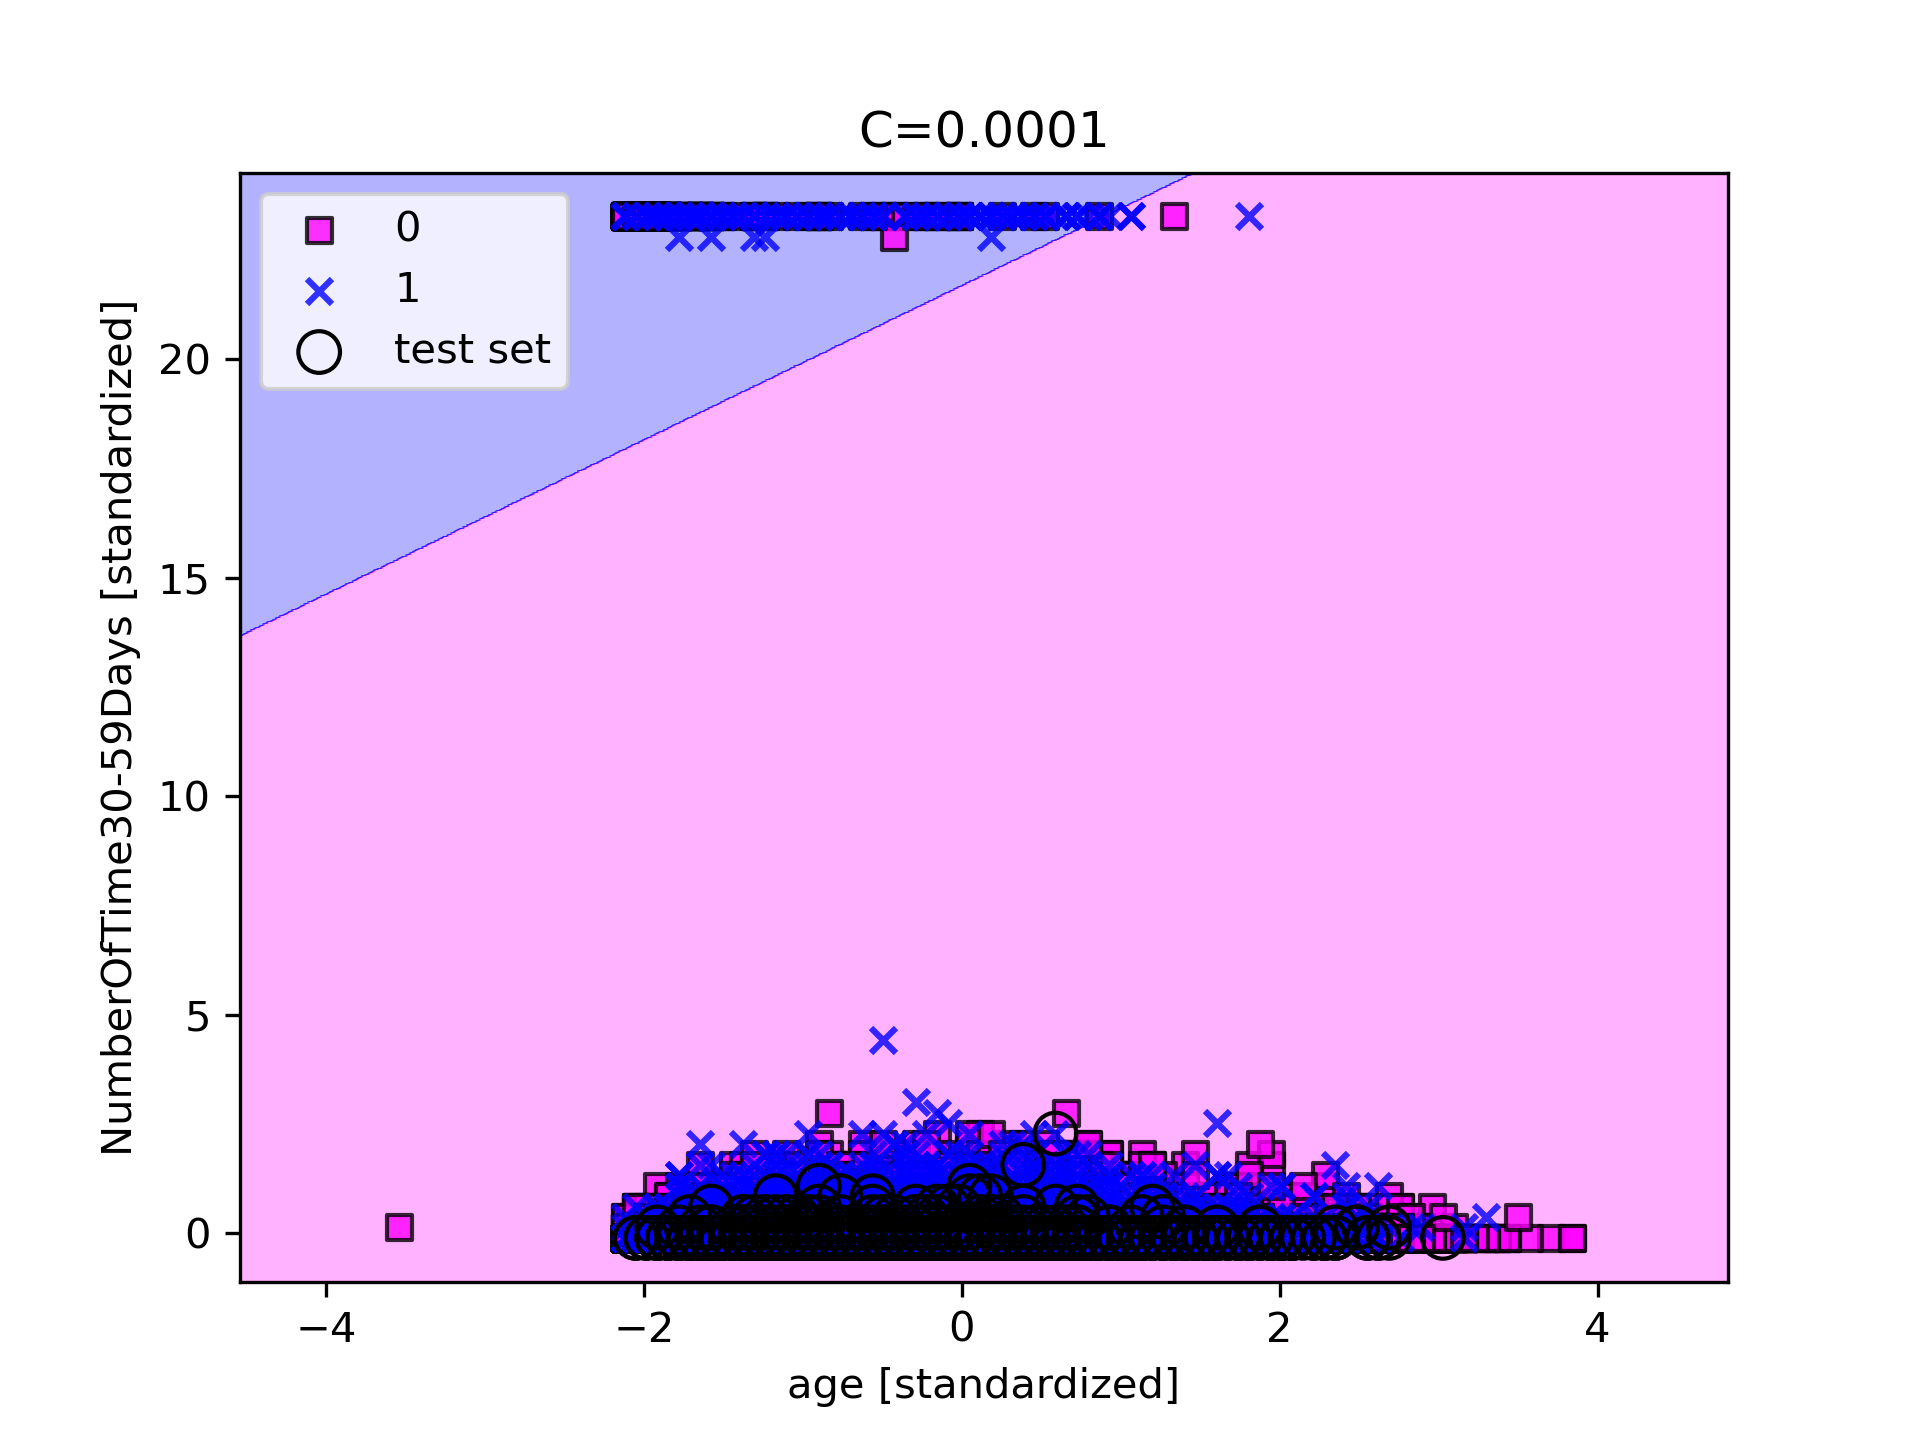 C=0.0001
0
1
test set
NumberOfTime30-59Days [standardized]
20
15
10
5
0
−4 −2 0 2 4
age [standardized]